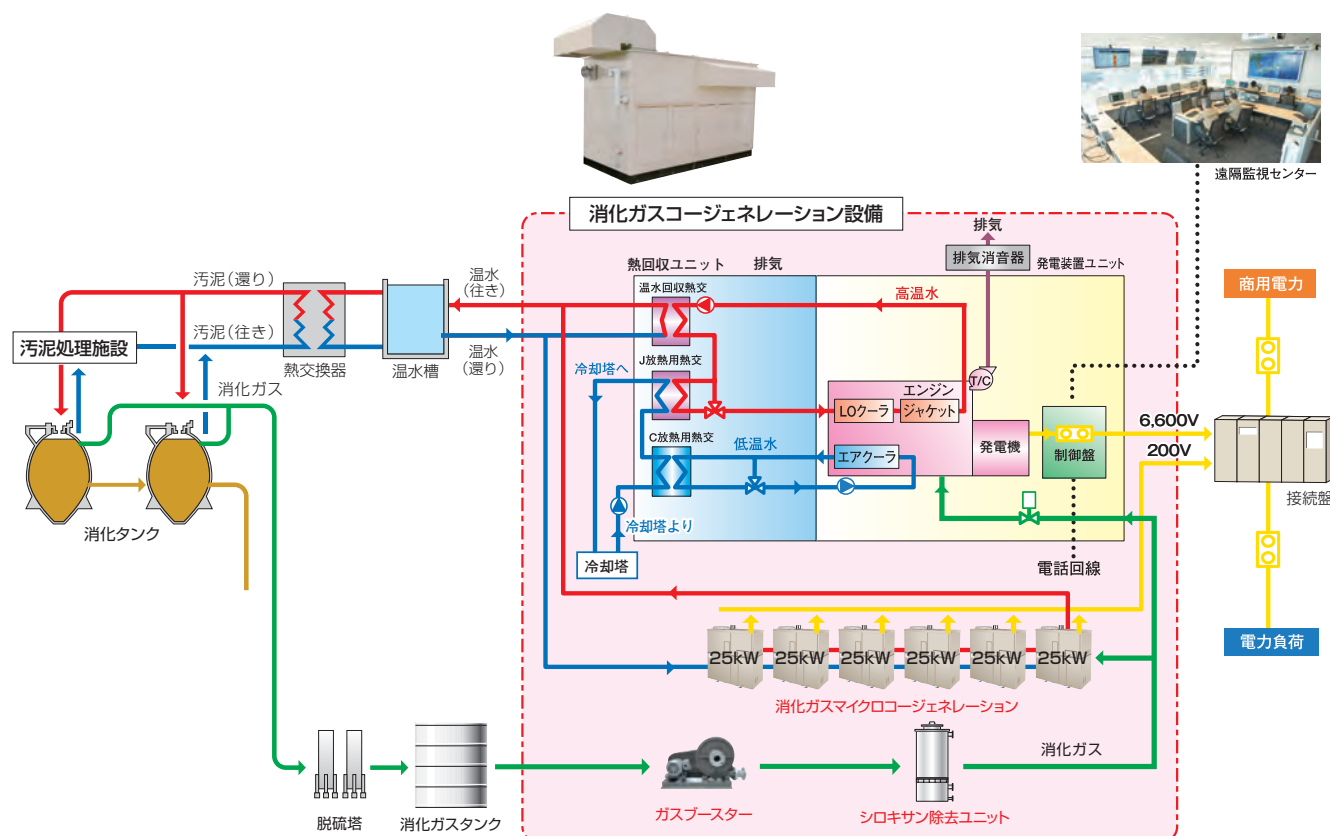 遠隔監視センター
消化ガスコージェネレーション設備
排気
排気消音器
発電装置ユニット
熱回収ユニット
排気
温水回収熱交
高温水
商用電力
汚泥(還り)
温水
(往き)
汚泥処理施設
汚泥(往き)
熱交換器
温水槽
温水
(還り)
冷却塔へ
J放熱用熱交
T/C
エンジン
LOクーラ
ジャケット
消化ガス
C放熱用熱交
低温水
エアクーラ
発電機
制御盤
6,600V
200V
接続盤
消化タンク
冷却塔より
冷却塔
電話回線
25kW
25kW
25kW
25kW
25kW
25kW
電力負荷
消化ガスマイクロコージェネレーション
消化ガス
脱硫塔
消化ガスタンク
ガスブースター
シロキサン除去ユニット